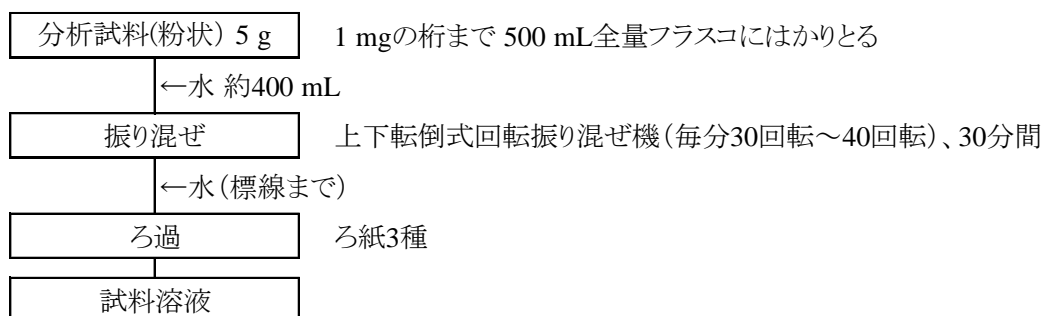 分析試料(粉状) 5 g 1 mgの桁まで 500 mL全量フラスコにはかりとる
←水 約400 mL
振り混ぜ 上下転倒式回転振り混ぜ機(毎分30回転～40回転)、30分間
←水(標線まで)
ろ過 ろ紙3種
試料溶液